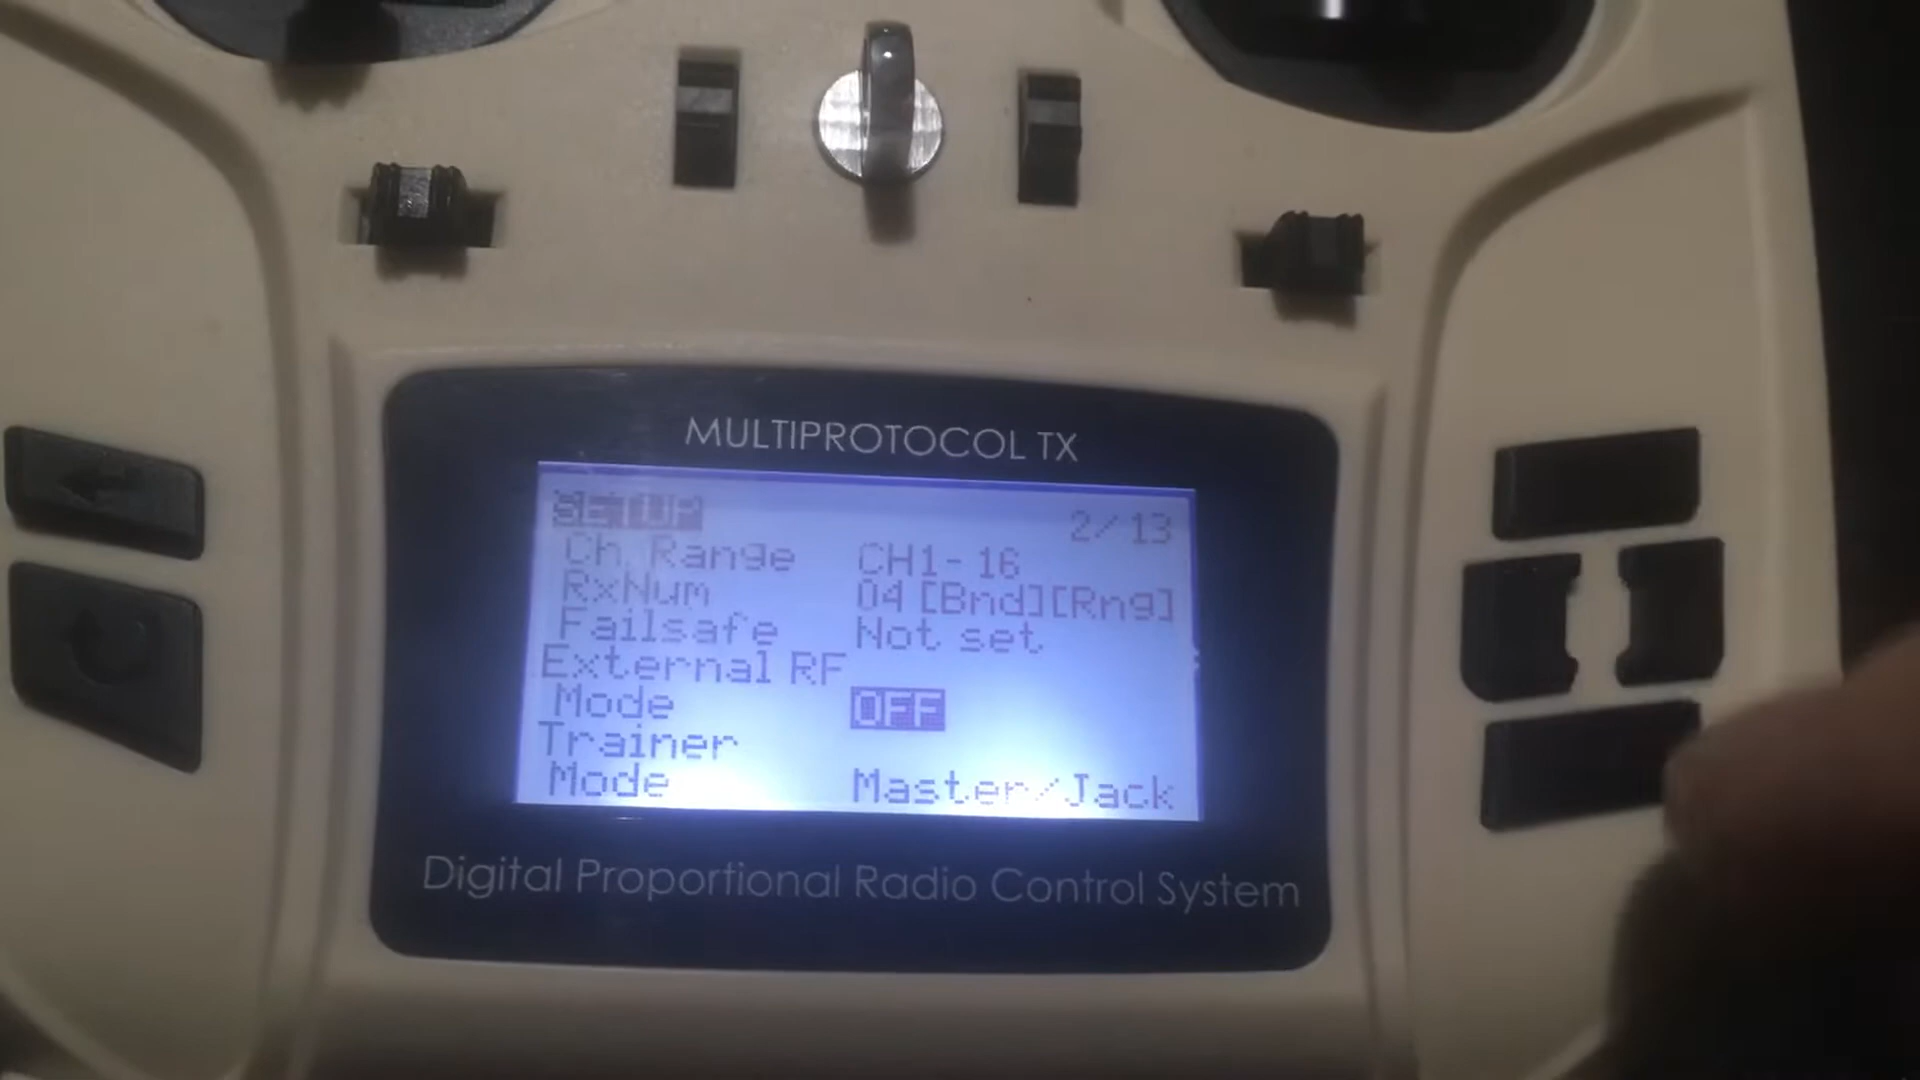 MULTIPROTOCOL TX
SETUP 2/13
Ch. Range CH1-16
RxNum 04 [Bnd][Rng]
Failsafe Not set
External RF
Mode OFF
Trainer
Mode Master/Jack
Digital Proportional Radio Control System